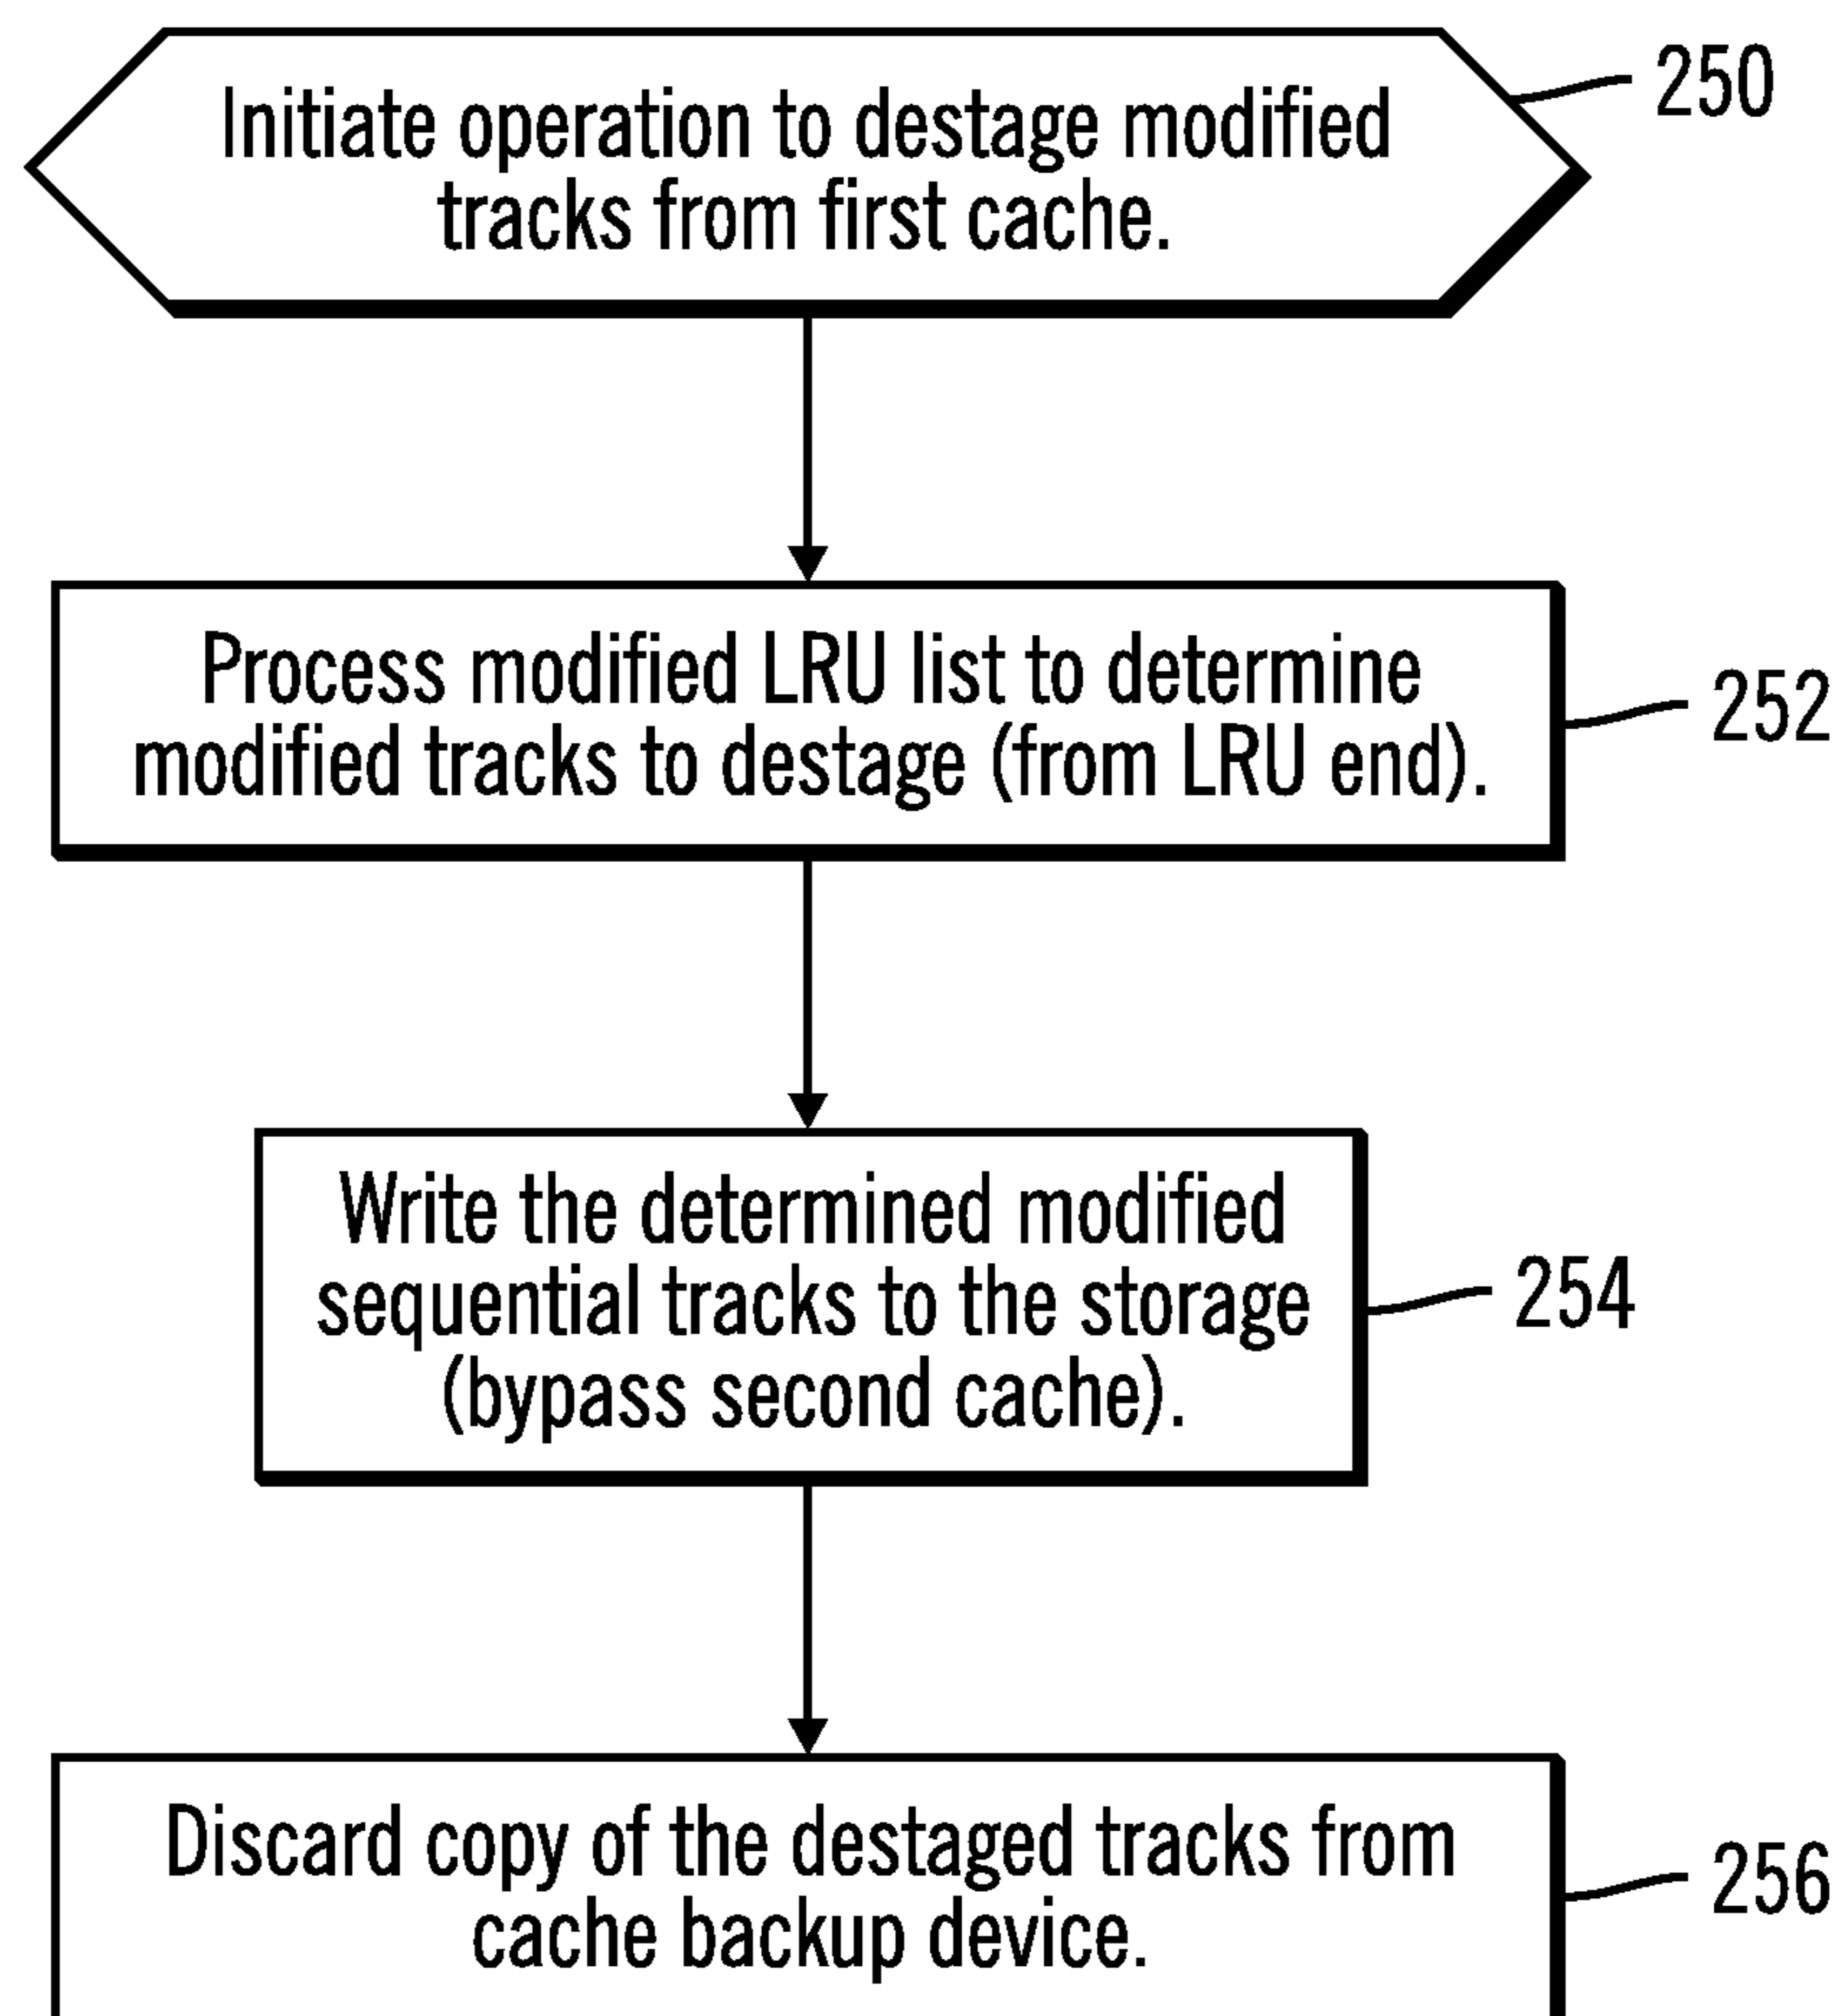 Initiate operation to destage modified
tracks from first cache.
250
Process modified LRU list to determine
modified tracks to destage (from LRU end).
252
Write the determined modified
sequential tracks to the storage
(bypass second cache).
254
Discard copy of the destaged tracks from
cache backup device.
256